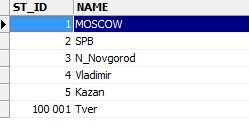 ST_ID NAME
1 MOSCOW
2 SPB
3 N_Novgorod
4 Vladimir
5 Kazan
100 001 Tver